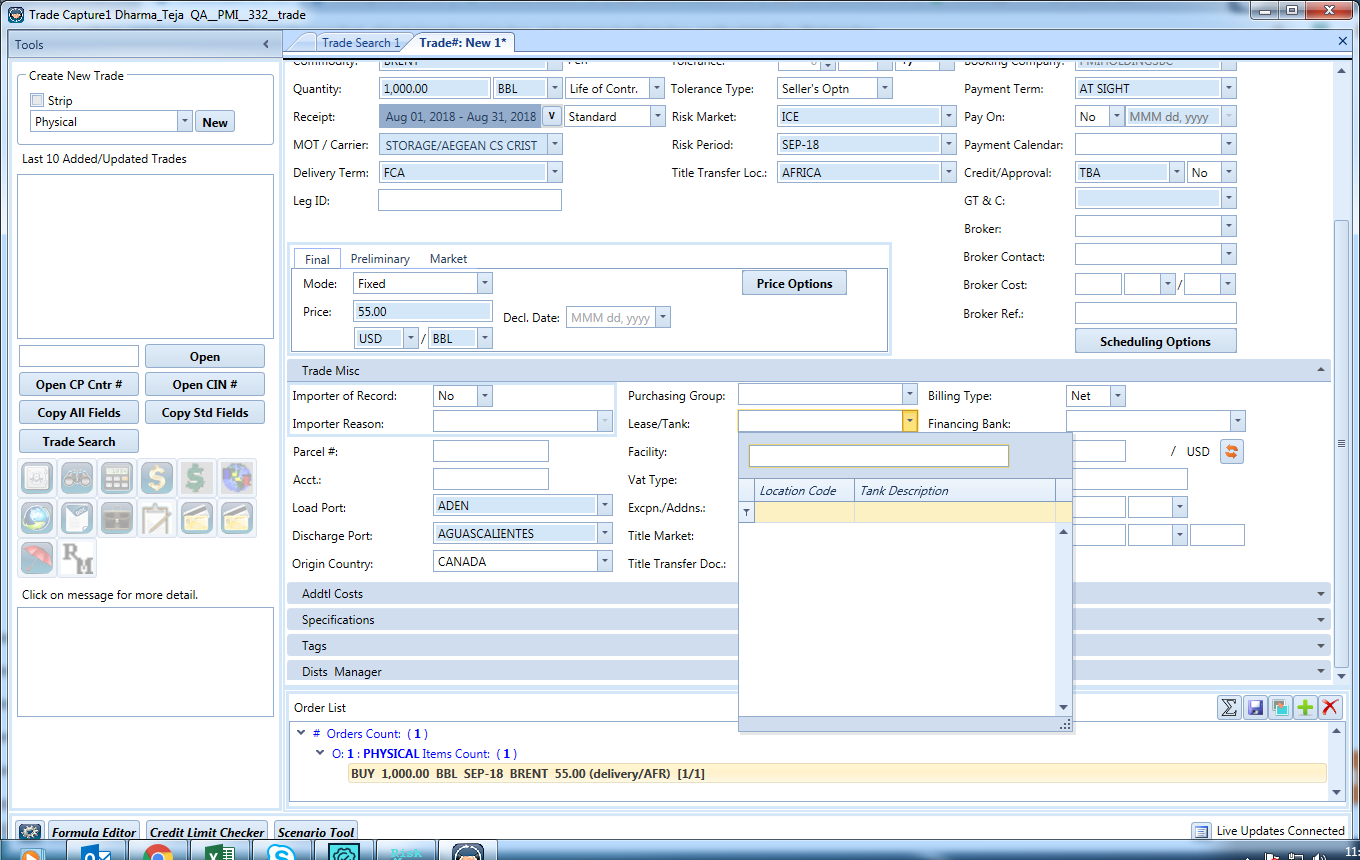 Trade Capture1 Dharma_Teja QA__PMI__332__trade
Tools
Trade Search 1
Trade#: New 1*
Create New Trade
Strip
Physical
New
Last 10 Added/Updated Trades
Open
Open CP Cntr #
Open CIN #
Copy All Fields
Copy Std Fields
Trade Search
RM
Click on message for more detail.
Commodity: BRENT Tolerance: Booking Company: PMIHOLDINGSBC
Quantity: 1,000.00 BBL Life of Contr. Tolerance Type: Seller's Optn Payment Term: AT SIGHT
Receipt: Aug 01, 2018 - Aug 31, 2018 V Standard Risk Market: ICE Pay On: No MMM dd, yyyy
MOT / Carrier: STORAGE/AEGEAN CS CRIST Risk Period: SEP-18 Payment Calendar:
Delivery Term: FCA Title Transfer Loc.: AFRICA Credit/Approval: TBA No
Leg ID: GT & C:
Broker:
Final Preliminary Market Broker Contact:
Mode: Fixed Price Options Broker Cost: /
Price: 55.00 Decl. Date: MMM dd, yyyy Broker Ref.:
USD / BBL Scheduling Options
Trade Misc
Importer of Record: No Purchasing Group: Billing Type: Net
Importer Reason: Lease/Tank: Financing Bank:
Parcel #: Facility: / USD
Acct.: Vat Type:
Location Code Tank Description
Load Port: ADEN Excpn./Addns.:
Discharge Port: AGUASCALIENTES Title Market:
Origin Country: CANADA Title Transfer Doc.:
Addtl Costs
Specifications
Tags
Dists Manager
Order List
# Orders Count: ( 1 )
O: 1 : PHYSICAL Items Count: ( 1 )
BUY 1,000.00 BBL SEP-18 BRENT 55.00 (delivery/AFR) [1/1]
Formula Editor
Credit Limit Checker
Scenario Tool
Live Updates Connected
Risk
11: